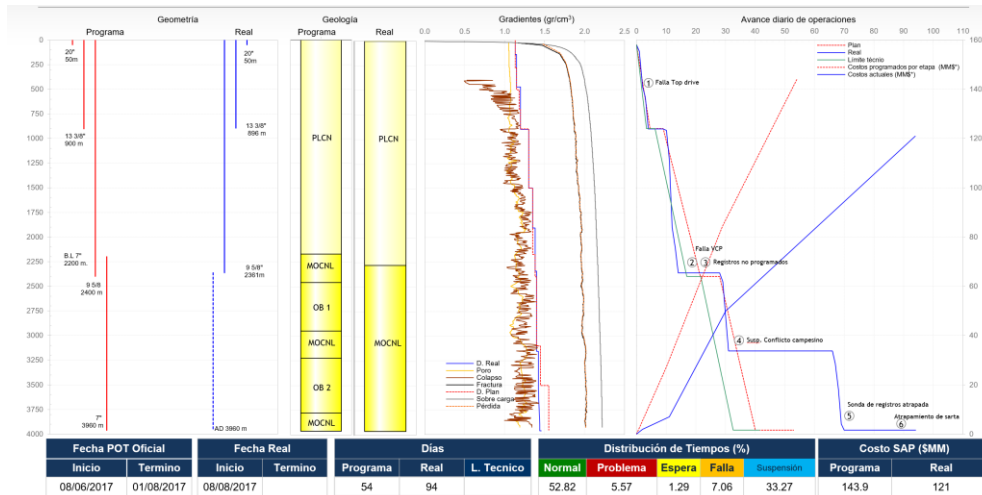 Geometría
Geología
Gradientes (gr/cm³)
Avance diario de operaciones
Programa
Real
Programa
Real
0.0 0.5 1.0 1.5 2.0 2.5
0 10 20 30 40 50 60 70 80 90 100 110
0
250
500
750
1000
1250
1500
1750
2000
2250
2500
2750
3000
3250
3500
3750
4000
20"
50m
13 3/8"
900 m
B.L 7"
2200 m.
9 5/8
2400 m
7"
3960 m
20"
50m
13 3/8"
896 m
9 5/8"
2361m
AD 3960 m
PLCN
MOCNL
OB 1
MOCNL
OB 2
MOCNL
PLCN
MOCNL
D. Real
Poro
Colapso
Fractura
D. Plan
Sobre carga
Pérdida
Plan
Real
Límite técnio
Costos programados por etapa (MM$")
Costos actuales (MM$")
1 Falla Top drive
Falla VCP
2 3 Registros no programados
4 Susp. Conflicto campesino
Sonda de registros atrapada
5
Atrapamiento de sarta
6
160
140
120
100
80
60
40
20
0
Fecha POT Oficial
Fecha Real
Días
Distribución de Tiempos (%)
Costo SAP ($MM)
Inicio Termino Inicio Termino Programa Real L. Tecnico Normal Problema Espera Falla Suspensión Programa Real
08/06/2017 01/08/2017 08/08/2017 54 94 52.82 5.57 1.29 7.06 33.27 143.9 121